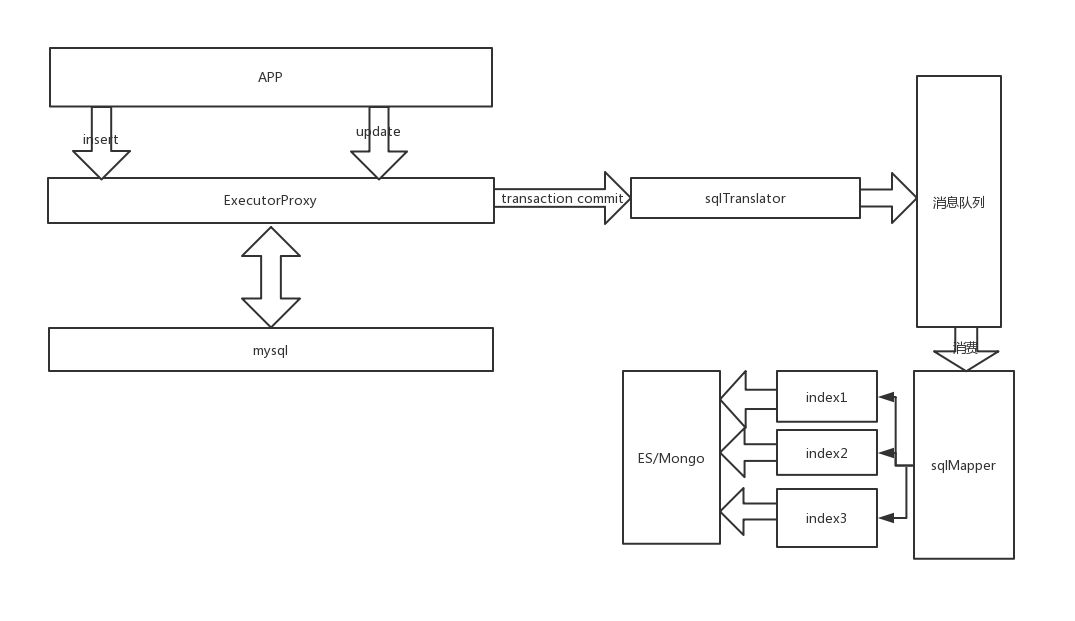 APP
insert
update
ExecutorProxy
transaction commit
sqlTranslator
消息队列
mysql
消费
ES/Mongo
index1
index2
index3
sqlMapper